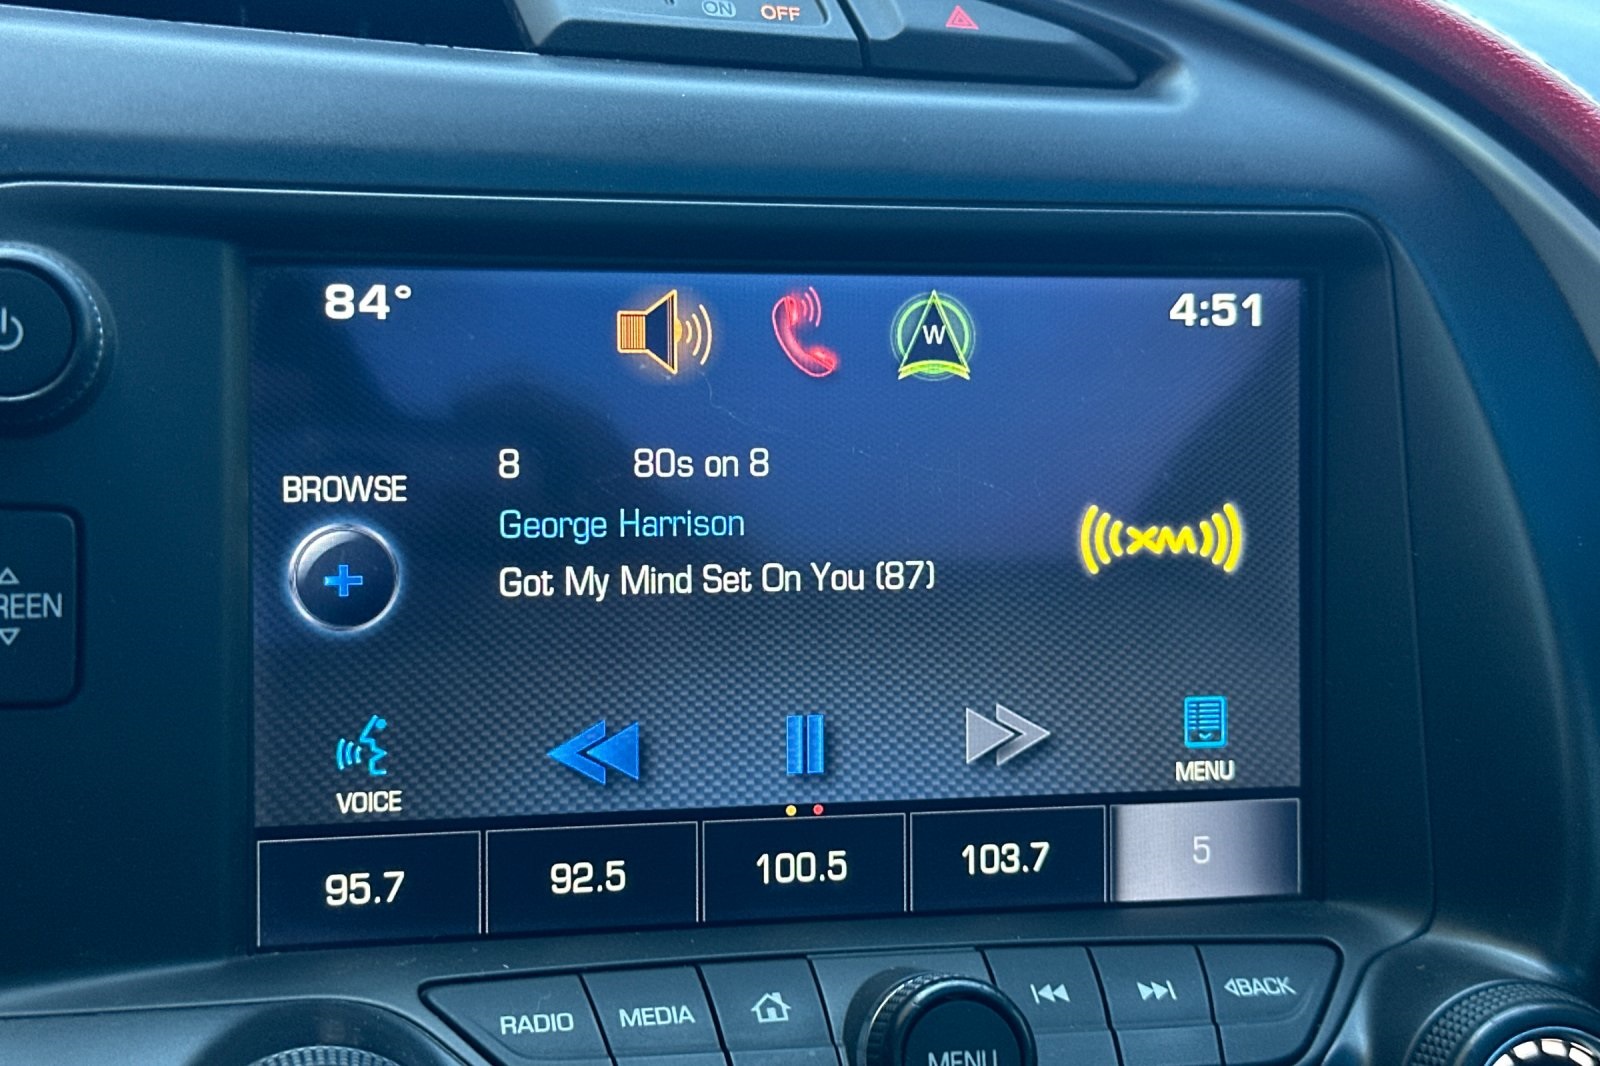 ON OFF
84° 4:51
W
8 80s on 8
BROWSE
George Harrison
XM
Got My Mind Set On You (87)
REEN
VOICE
MENU
95.7 92.5 100.5 103.7 5
RADIO MEDIA MENU BACK